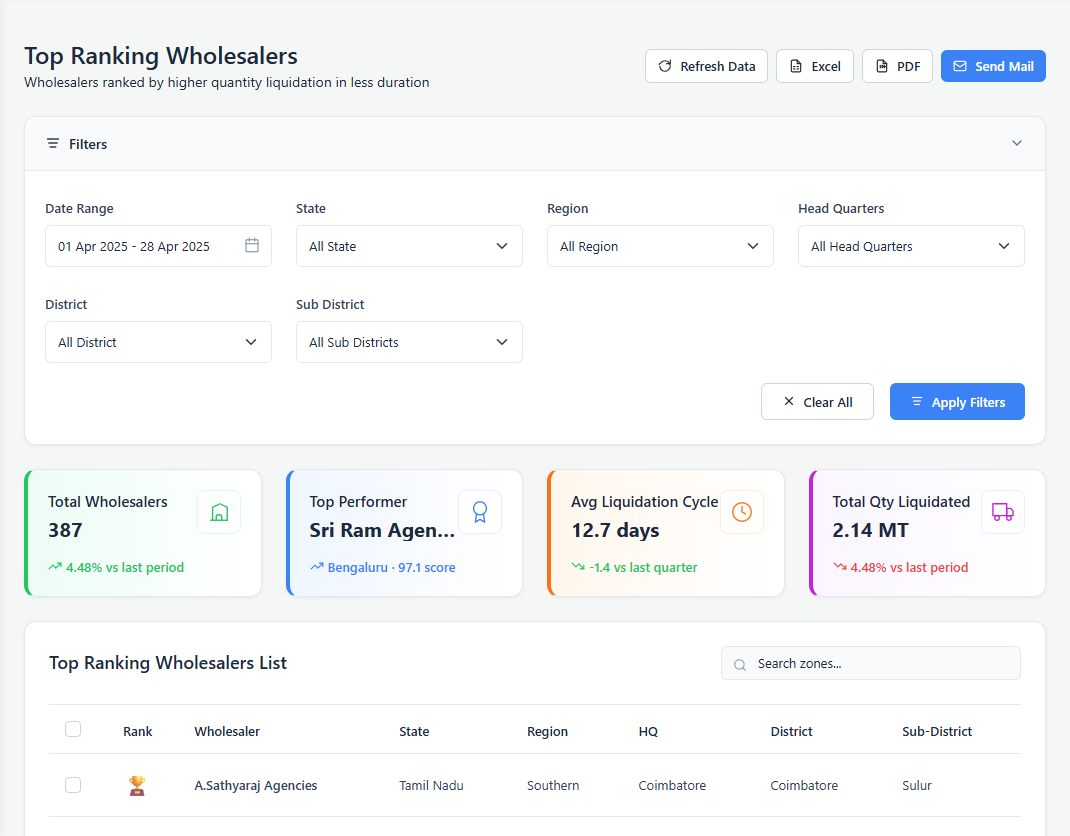 Top Ranking Wholesalers
Wholesalers ranked by higher quantity liquidation in less duration
Refresh Data
Excel
PDF
Send Mail
Filters
Date Range
State
Region
Head Quarters
01 Apr 2025 - 28 Apr 2025
All State
All Region
All Head Quarters
District
Sub District
All District
All Sub Districts
Clear All
Apply Filters
Total Wholesalers
387
4.48% vs last period
Top Performer
Sri Ram Agen...
Bengaluru · 97.1 score
Avg Liquidation Cycle
12.7 days
-1.4 vs last quarter
Total Qty Liquidated
2.14 MT
4.48% vs last period
Top Ranking Wholesalers List
Search zones...
Rank Wholesaler State Region HQ District Sub-District
A.Sathyaraj Agencies Tamil Nadu Southern Coimbatore Coimbatore Sulur